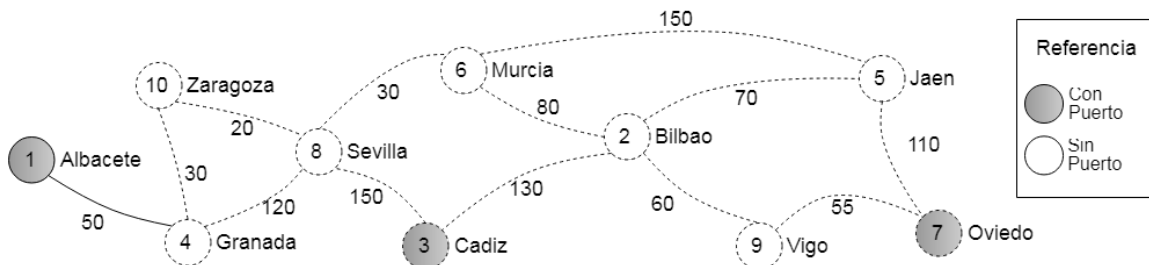 150
Referencia
6 Murcia
5 Jaen
10 Zaragoza
30
80
70
Con
Puerto
20
2 Bilbao
8 Sevilla
1 Albacete
110
Sin
Puerto
30
150
130
50
120
60
55
4 Granada
3 Cadiz
9 Vigo
7 Oviedo